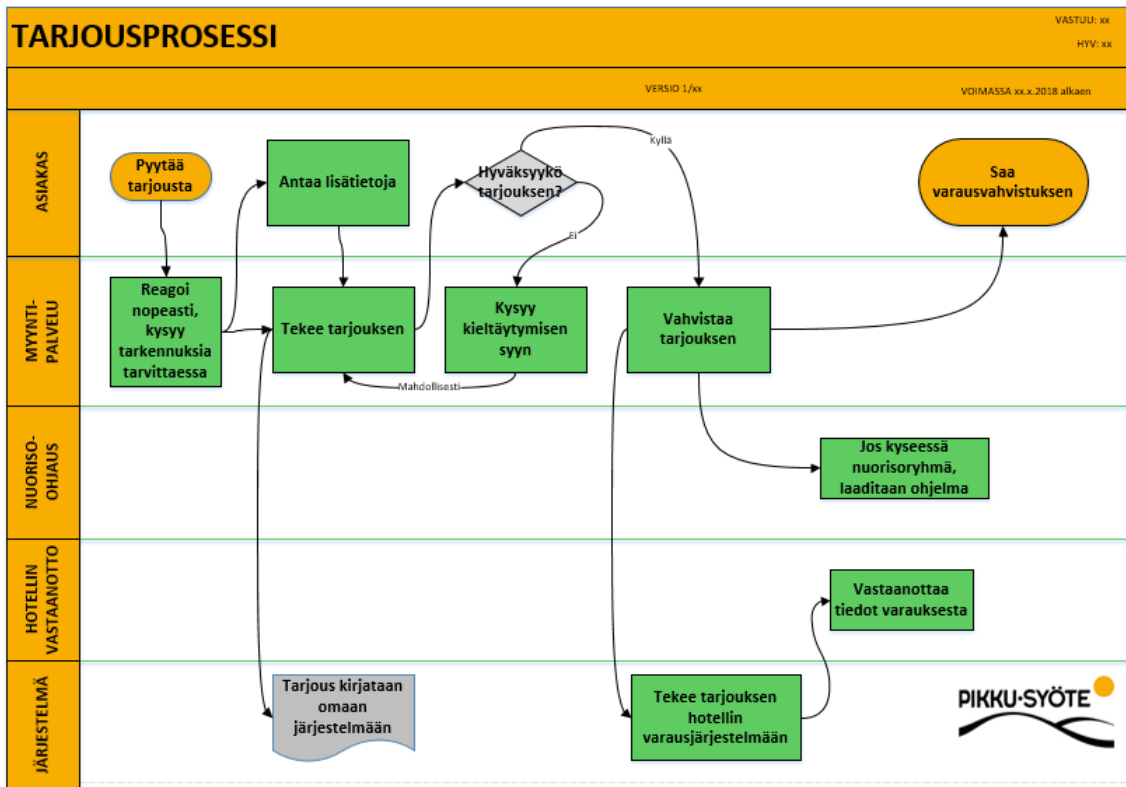 TARJOUSPROSESSI
VASTUU: xx
HYV: xx
VERSIO 1/xx
VOIMASSA xx.x.2018 alkaen
ASIAKAS
Pyytää
tarjousta
Antaa lisätietoja
Hyväksyykö
tarjouksen?
Kyllä
Ei
Saa
varausvahvistuksen
MYYNTI-
PALVELU
Reagoi
nopeasti,
kysyy
tarkennuksia
tarvittaessa
Tekee tarjouksen
Kysyy
kieltäytymisen
syyn
Mahdollisesti
Vahvistaa
tarjouksen
NUORISO-
OHJAUS
Jos kyseessä
nuorisoryhmä,
laaditaan ohjelma
HOTELLIN
VASTAANOTTO
Vastaanottaa
tiedot varauksesta
JÄRJESTELMÄ
Tarjous kirjataan
omaan
järjestelmään
Tekee tarjouksen
hotellin
varausjärjestelmään
PIKKU-SYÖTE